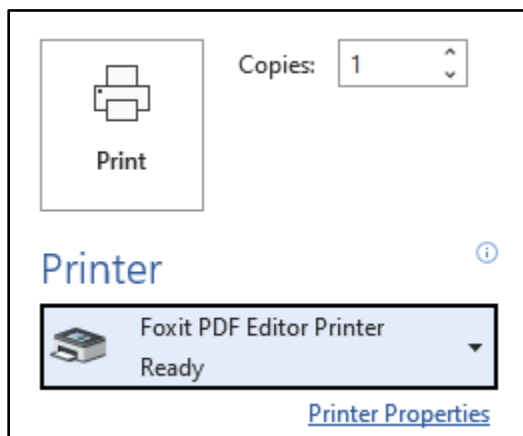 Copies: 1
Print
Printer
Foxit PDF Editor Printer
Ready
Printer Properties